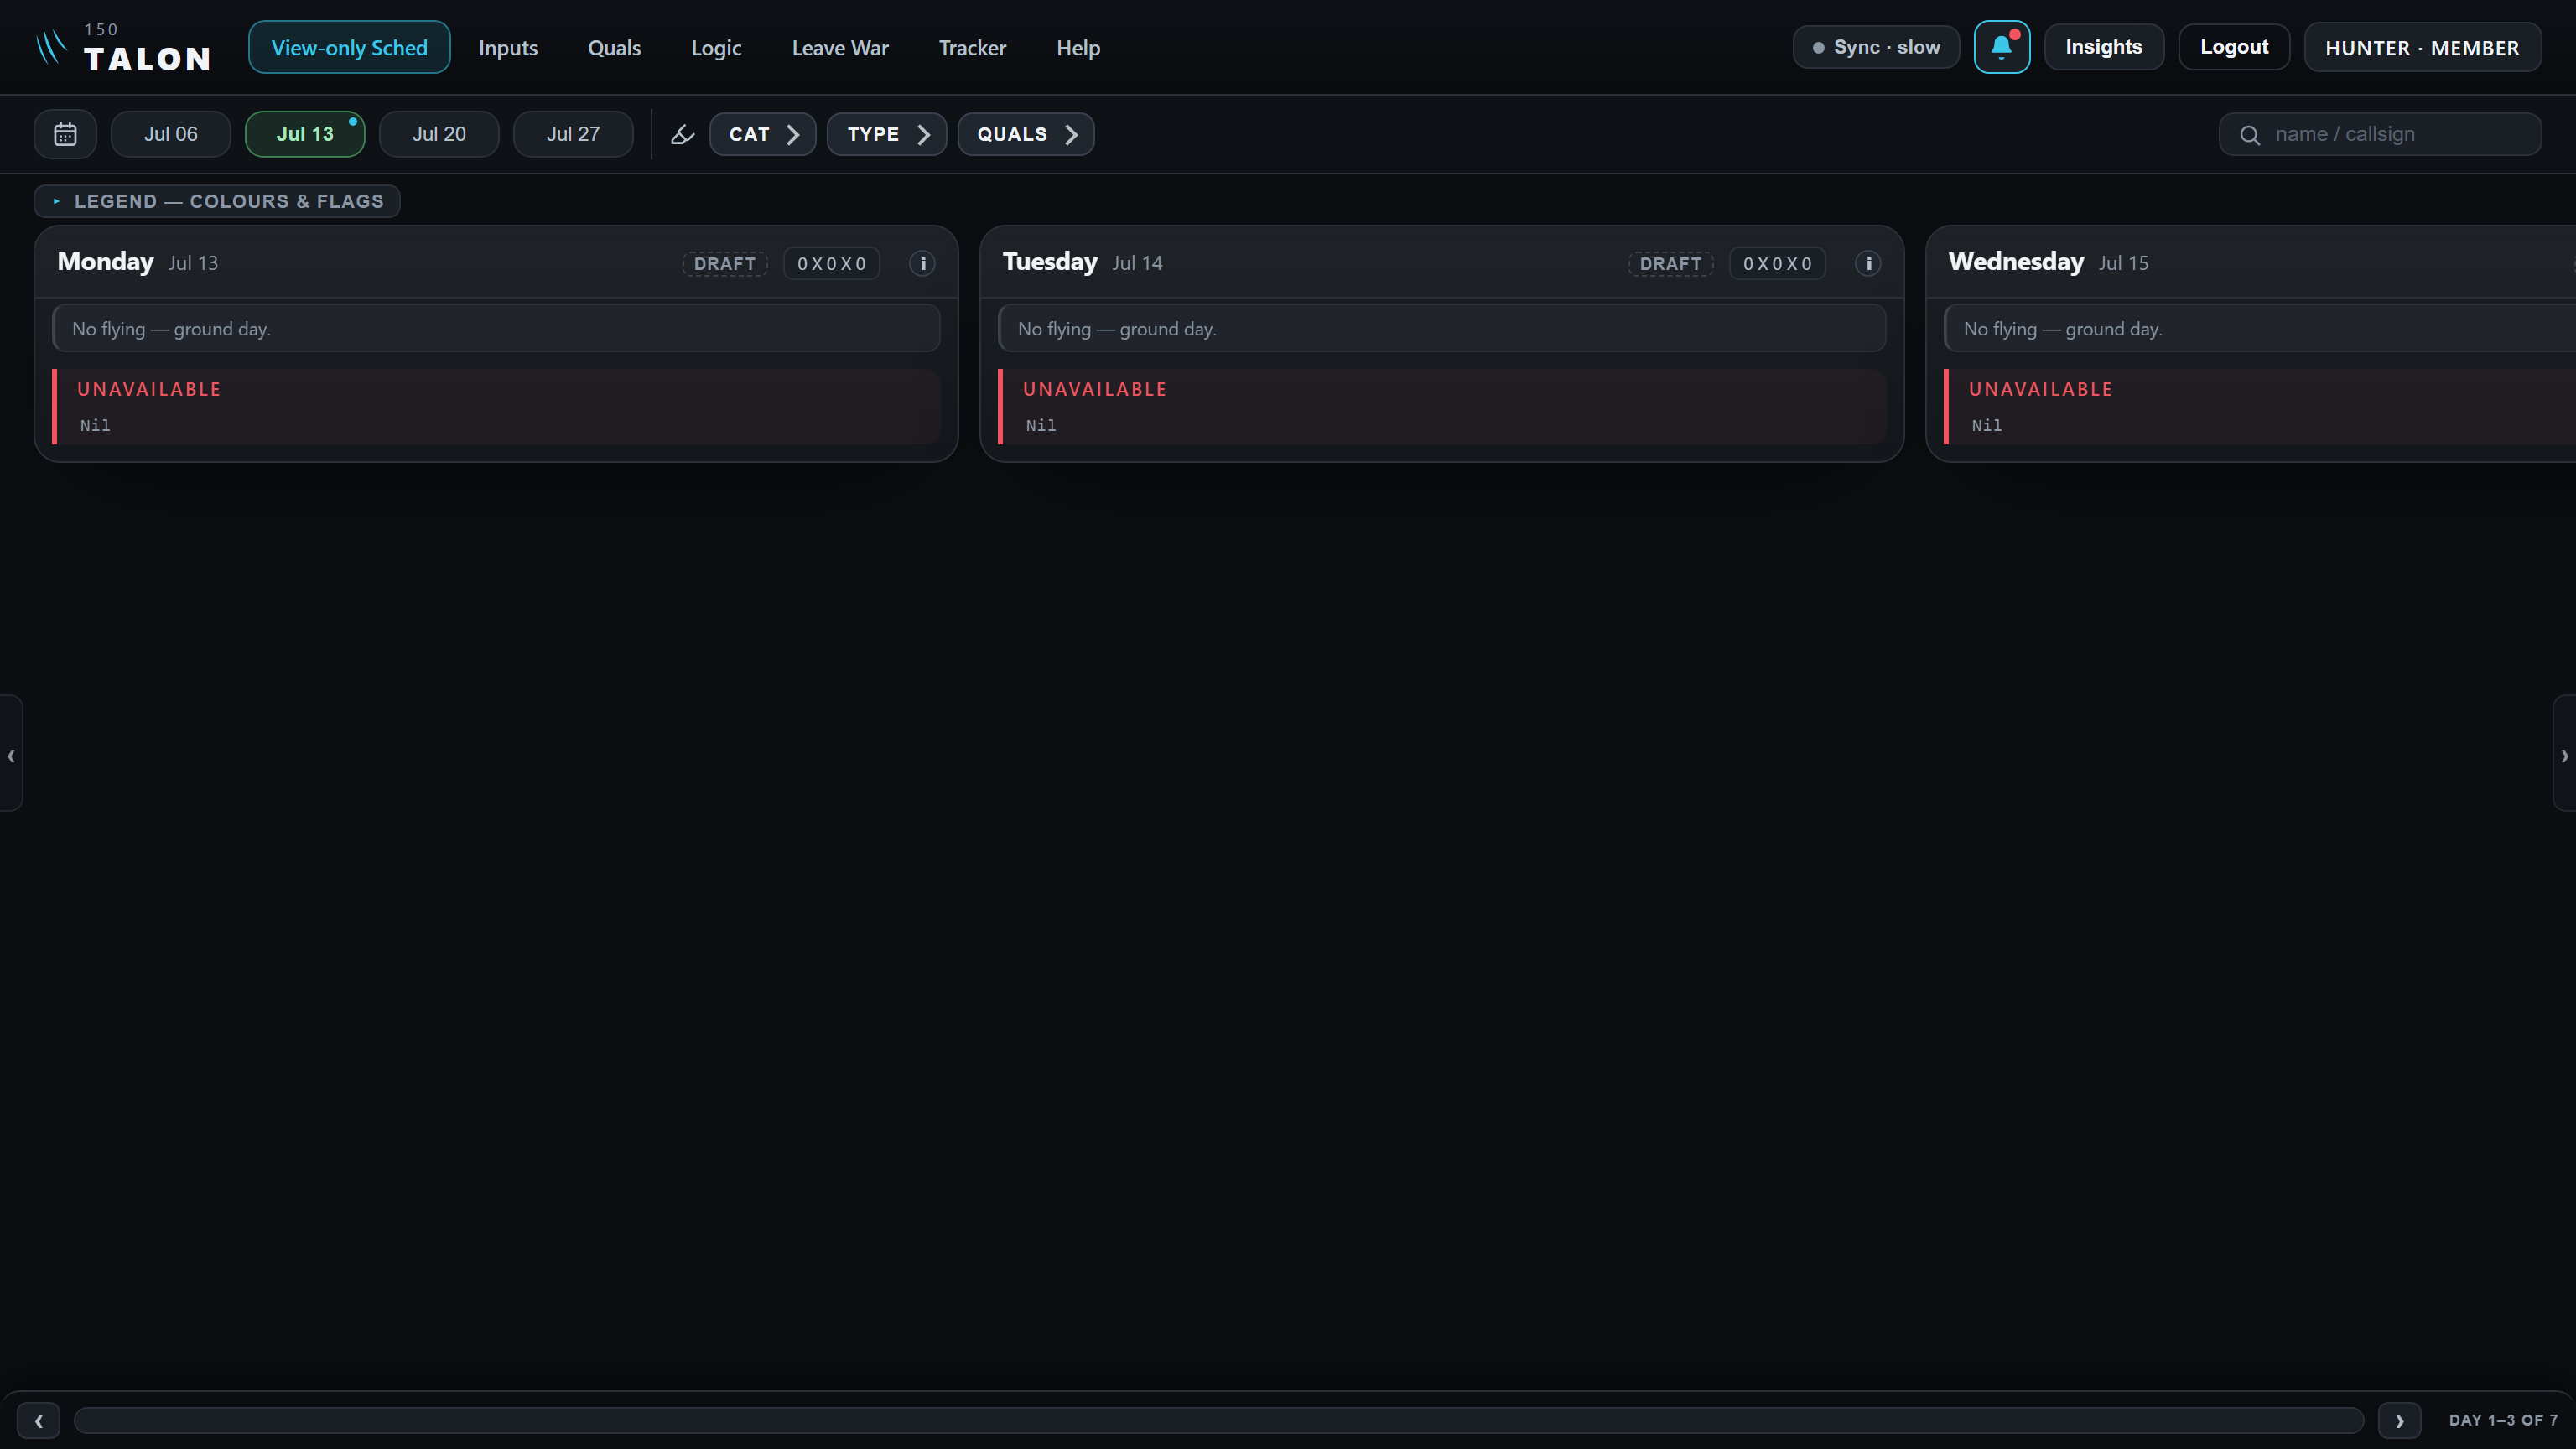 150
TALON
View-only Sched
Inputs
Quals
Logic
Leave War
Tracker
Help
Sync · slow
Insights
Logout
HUNTER · MEMBER
Jul 06
Jul 13
Jul 20
Jul 27
CAT
TYPE
QUALS
name / callsign
LEGEND — COLOURS & FLAGS
Monday Jul 13
DRAFT
0X0X0
i
No flying — ground day.
UNAVAILABLE
Nil
Tuesday Jul 14
DRAFT
0X0X0
i
No flying — ground day.
UNAVAILABLE
Nil
Wednesday Jul 15
No flying — ground day.
UNAVAILABLE
Nil
DAY 1–3 OF 7